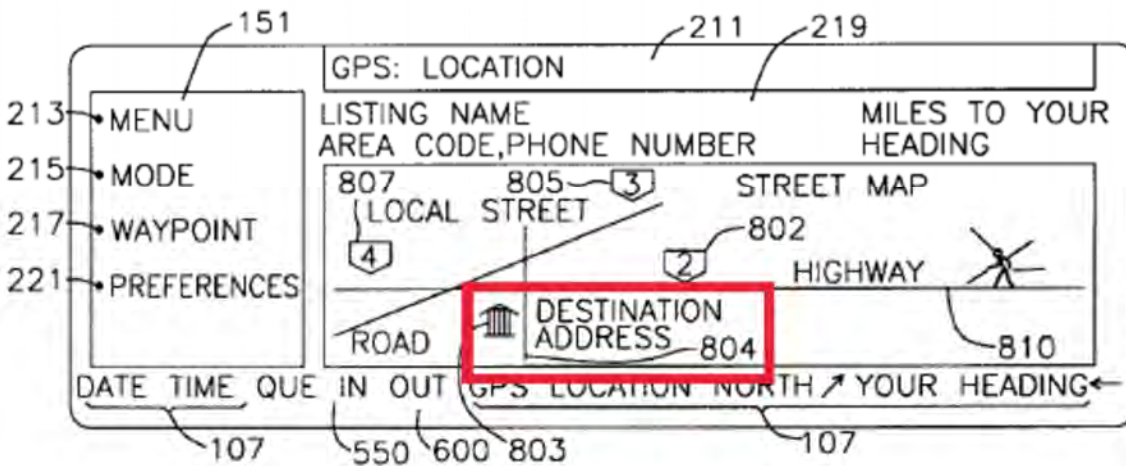 151
211
219
GPS: LOCATION
213 MENU
LISTING NAME
MILES TO YOUR
AREA CODE,PHONE NUMBER
HEADING
215 MODE
807
805
3
STREET MAP
LOCAL STREET
217 WAYPOINT
802
4
2
221 PREFERENCES
HIGHWAY
DESTINATION
ADDRESS
ROAD
804
810
DATE TIME QUE IN OUT GPS LOCATION NORTH YOUR HEADING
107
550
600
803
107